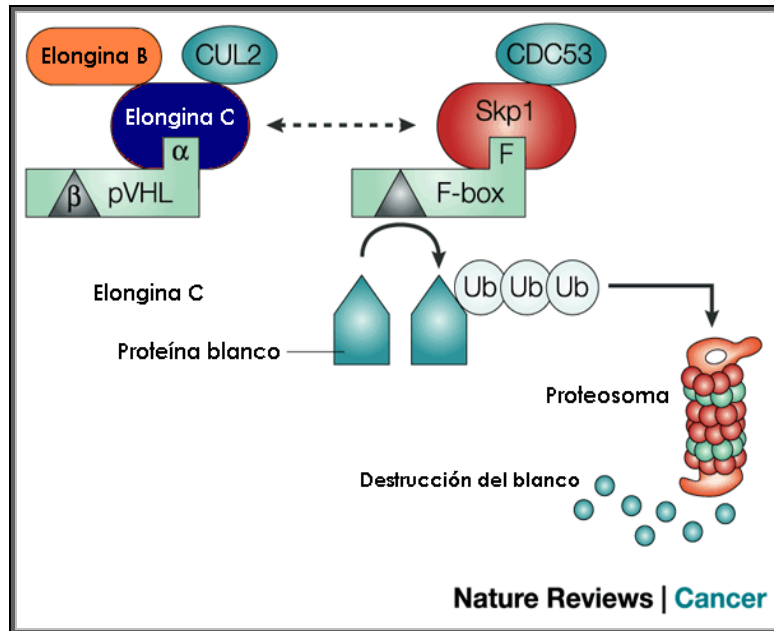 Elongina B
CUL2
CDC53
Elongina C
Skp1
α
F
β
pVHL
F-box
Elongina C
Ub Ub Ub
Proteína blanco
Proteosoma
Destrucción del blanco
Nature Reviews | Cancer